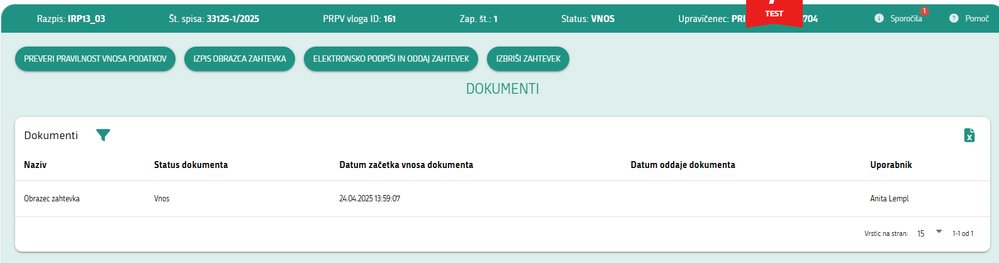 Razpis: IRP13_03 Št. spisa: 33125-1/2025 PRPV vloga ID: 161 Zap. št.: 1 Status: VNOS Upravičenec: PRI 704 1 Sporočila Pomoč
TEST
PREVERI PRAVILNOST VNOSA PODATKOV IZPIS OBRAZCA ZAHTEVKA ELEKTRONSKO PODPIŠI IN ODDAJ ZAHTEVEK IZBRIŠI ZAHTEVEK
DOKUMENTI
Dokumenti
Naziv Status dokumenta Datum začetka vnosa dokumenta Datum oddaje dokumenta Uporabnik
Obrazec zahtevka Vnos 24.04.2025 13:59:07 Anita Lempl
Vrstic na stran: 15 1-1 od 1